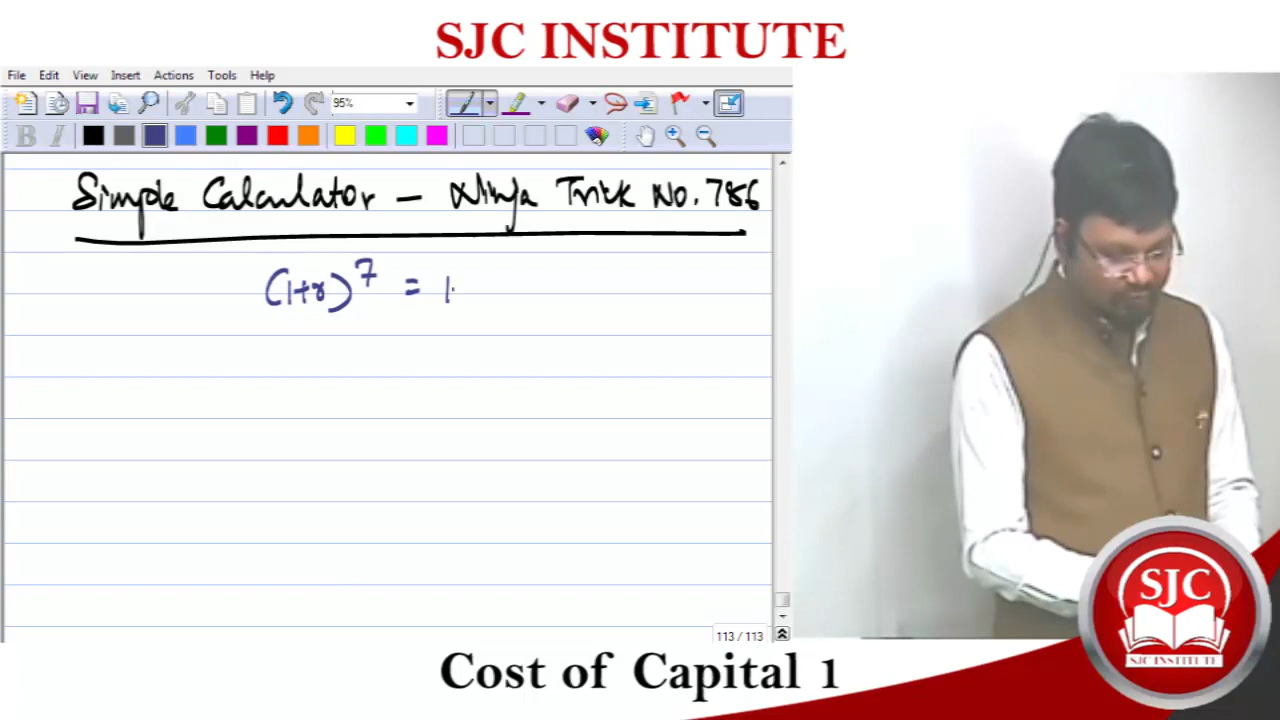 SJC INSTITUTE
File Edit View Insert Actions Tools Help
95%
B I
Simple Calculator - Ninja Trick No. 786
(1+r)^7 = 1.
113 / 113
SJC
SJC INSTITUTE
Cost of Capital 1